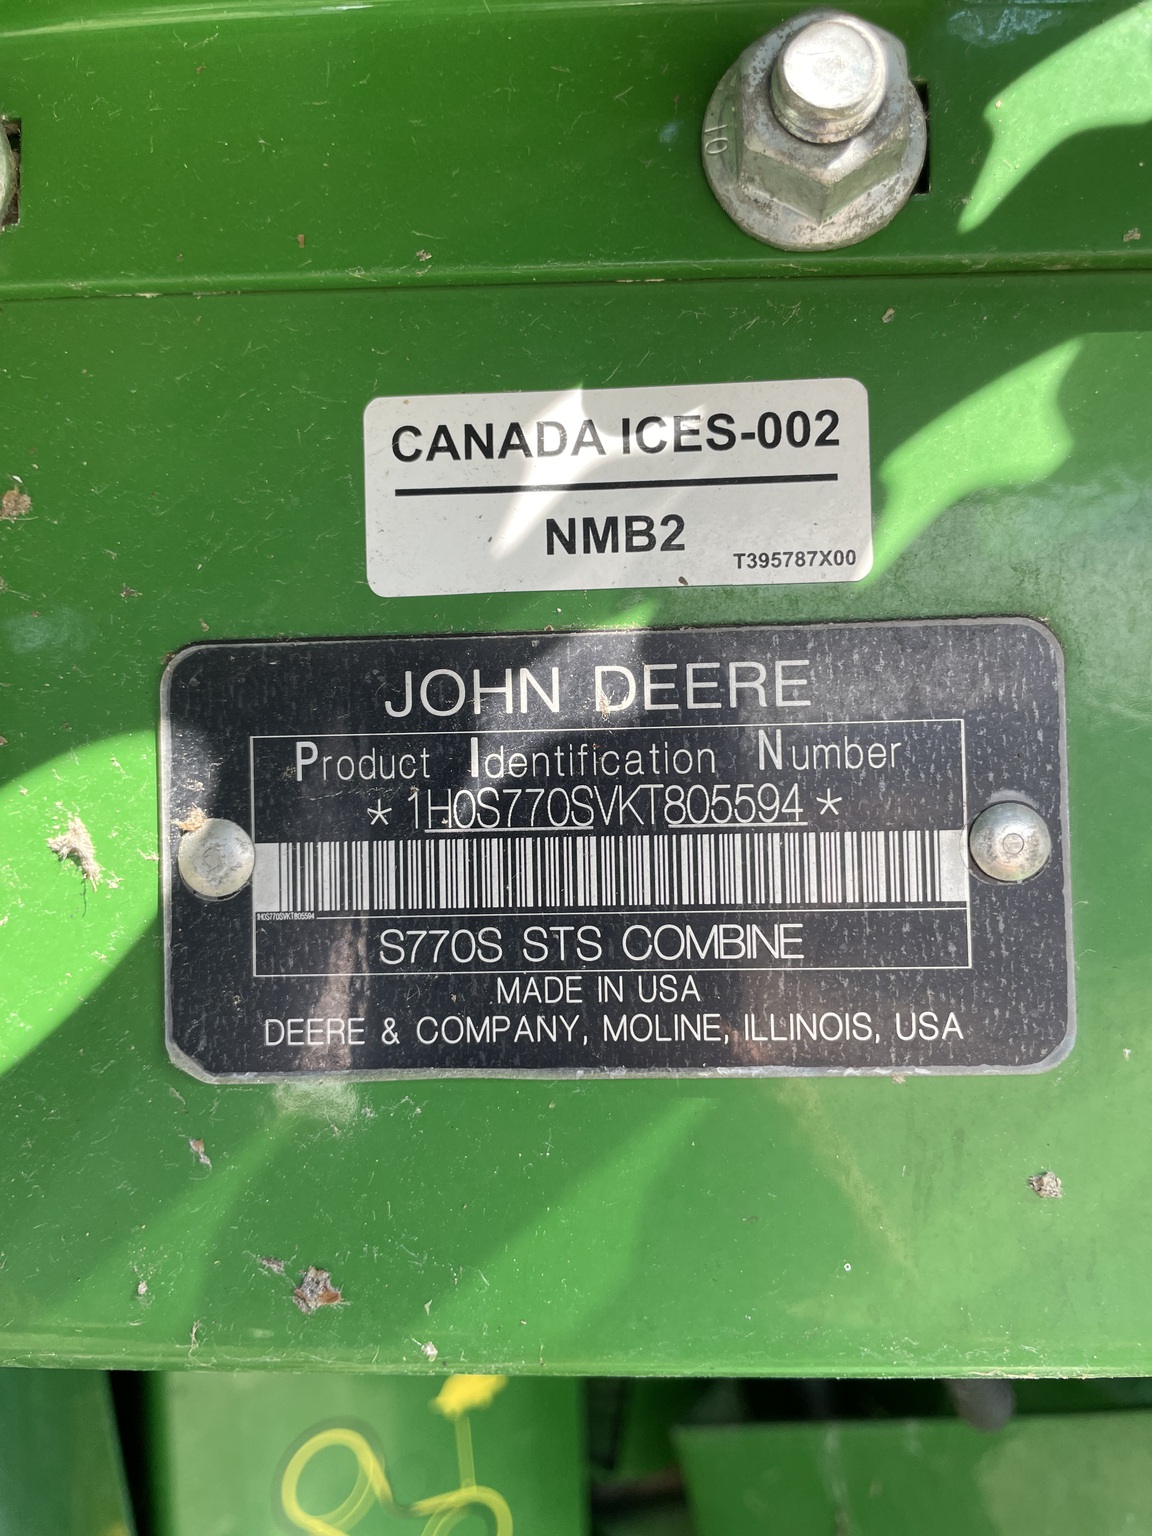 10
CANADA ICES-002
NMB2
T395787X00
JOHN DEERE
Product Identification Number
* 1H0S770SVKT805594 *
1H0S770SVKT805594
S770S STS COMBINE
MADE IN USA
DEERE & COMPANY, MOLINE, ILLINOIS, USA